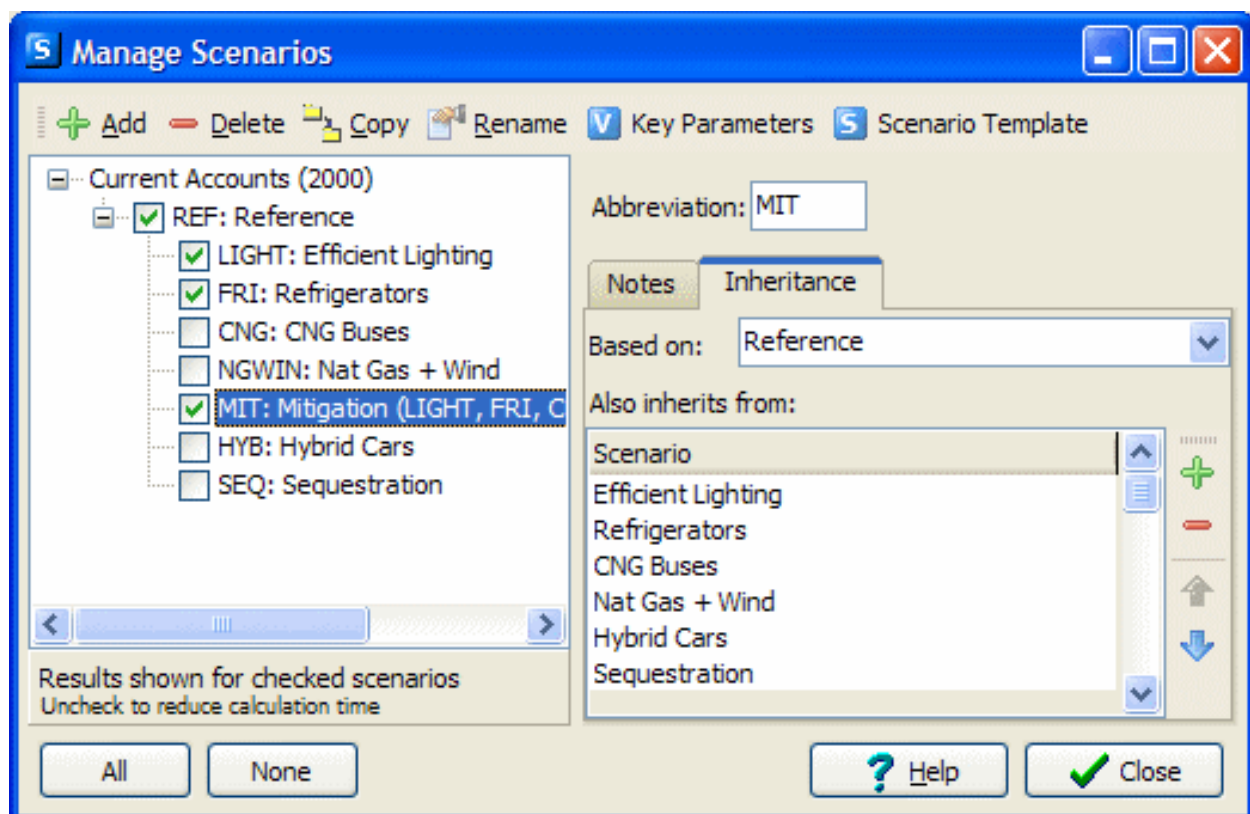 S Manage Scenarios
Add Delete Copy Rename V Key Parameters S Scenario Template
Current Accounts (2000)
REF: Reference
LIGHT: Efficient Lighting
FRI: Refrigerators
CNG: CNG Buses
NGWIN: Nat Gas + Wind
MIT: Mitigation (LIGHT, FRI, C
HYB: Hybrid Cars
SEQ: Sequestration
Results shown for checked scenarios
Uncheck to reduce calculation time
Abbreviation: MIT
Notes Inheritance
Based on: Reference
Also inherits from:
Scenario
Efficient Lighting
Refrigerators
CNG Buses
Nat Gas + Wind
Hybrid Cars
Sequestration
All None ? Help Close